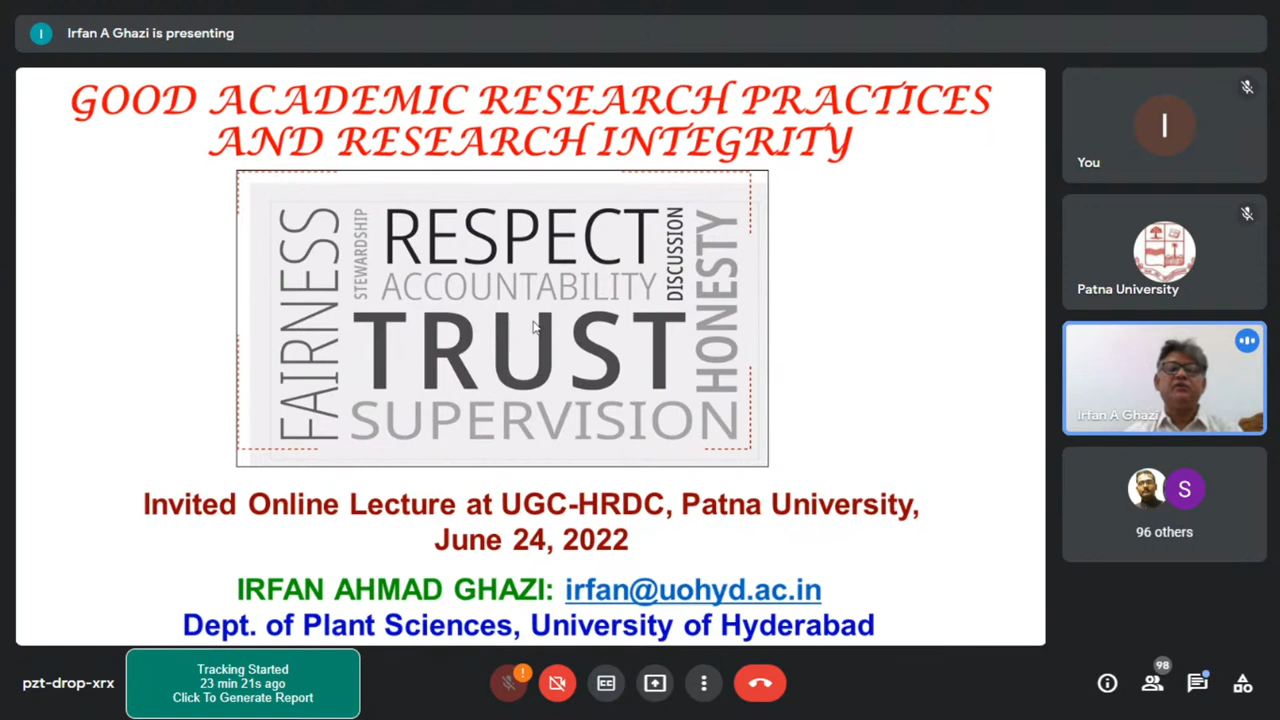 I
Irfan A Ghazi is presenting
GOOD ACADEMIC RESEARCH PRACTICES
AND RESEARCH INTEGRITY
FAIRNESS
STEWARDSHIP
RESPECT
DISCUSSION
HONESTY
ACCOUNTABILITY
TRUST
SUPERVISION
Invited Online Lecture at UGC-HRDC, Patna University,
June 24, 2022
IRFAN AHMAD GHAZI: irfan@uohyd.ac.in
Dept. of Plant Sciences, University of Hyderabad
I
You
Patna University
Irfan A Ghazi
S
96 others
pzt-drop-xrx
Tracking Started
23 min 21s ago
Click To Generate Report
!
CC
98